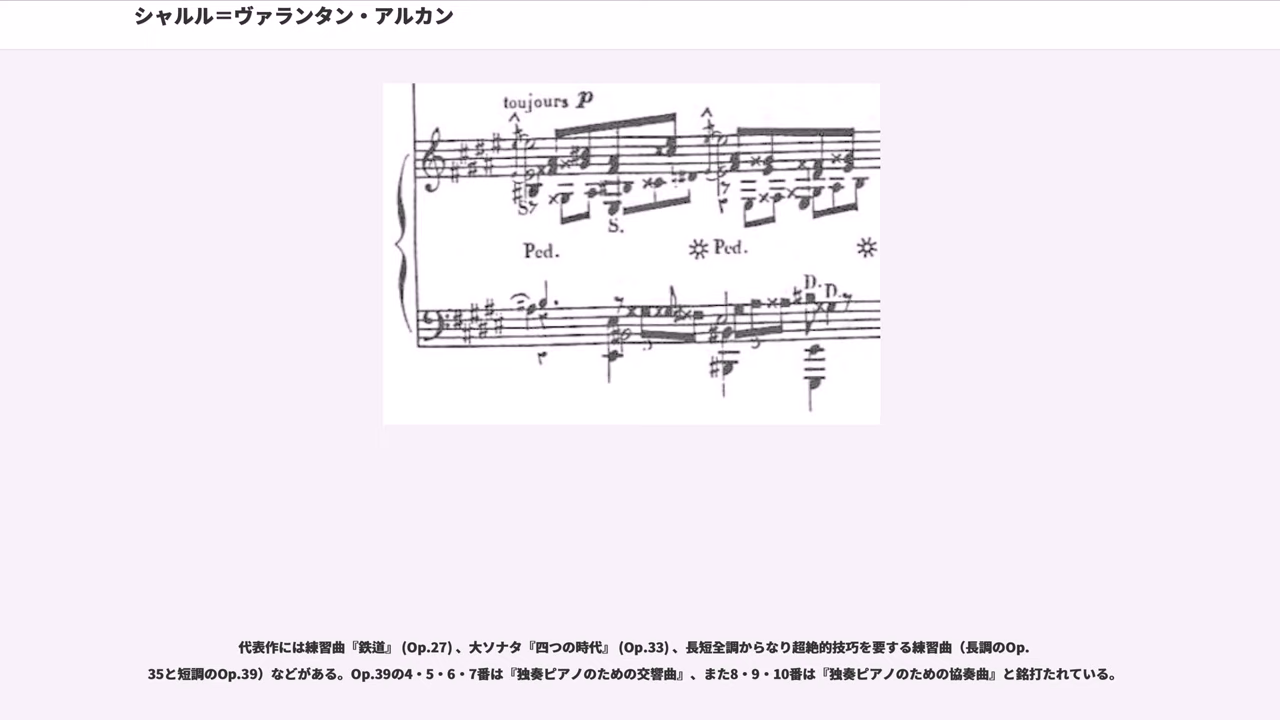 シャルル＝ヴァランタン・アルカン
toujours p
S.
S.
Ped.
Ped.
D.
D.
3
3
代表作には練習曲『鉄道』 (Op.27) 、大ソナタ『四つの時代』 (Op.33) 、長短全調からなり超絶的技巧を要する練習曲（長調のOp.
35と短調のOp.39）などがある。Op.39の4・5・6・7番は『独奏ピアノのための交響曲』、また8・9・10番は『独奏ピアノのための協奏曲』と銘打たれている。